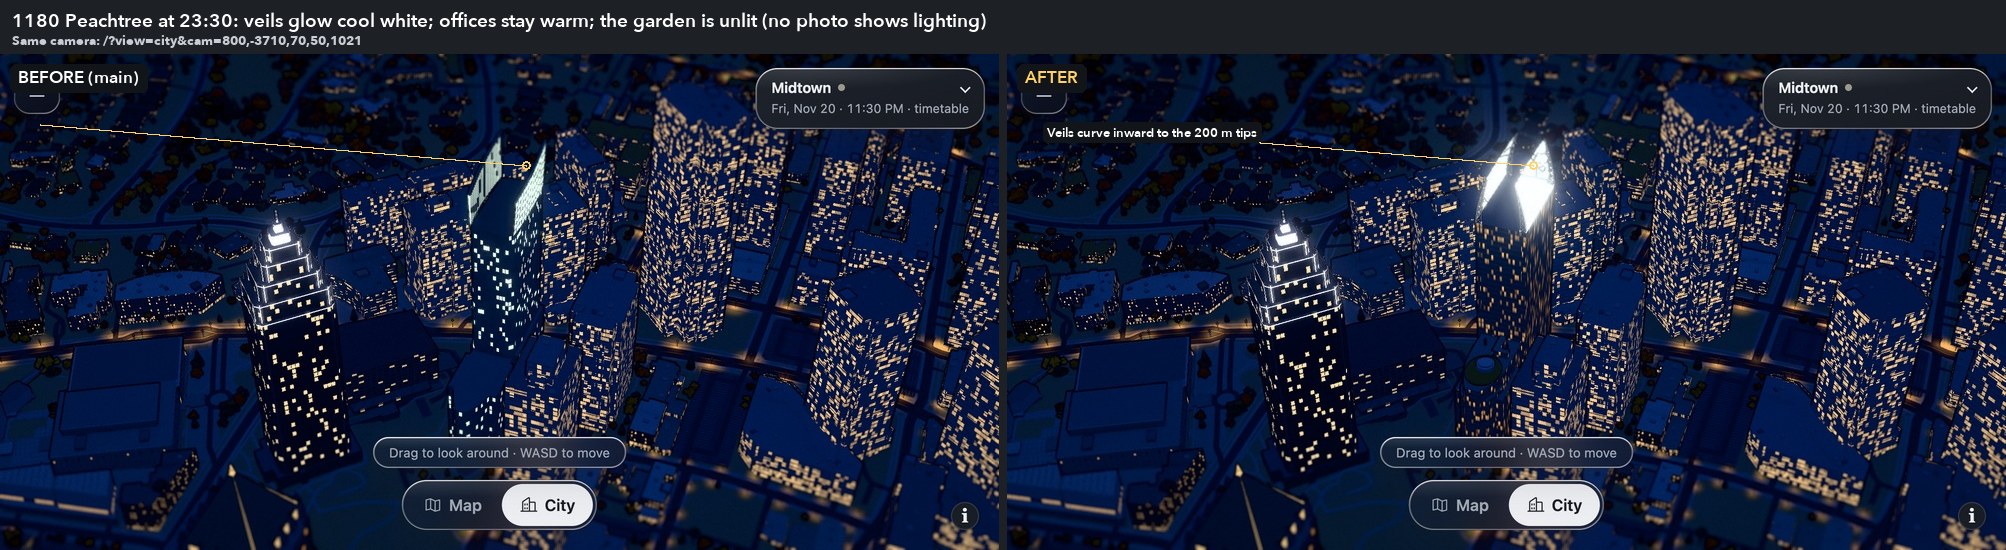 1180 Peachtree at 23:30: veils glow cool white; offices stay warm; the garden is unlit (no photo shows lighting)
Same camera: /?view=city&cam=800,-3710,70,50,1021
BEFORE (main)
Midtown
Fri, Nov 20 · 11:30 PM · timetable
Drag to look around · WASD to move
Map
City
i
AFTER
Midtown
Fri, Nov 20 · 11:30 PM · timetable
Veils curve inward to the 200 m tips
Drag to look around · WASD to move
Map
City
i